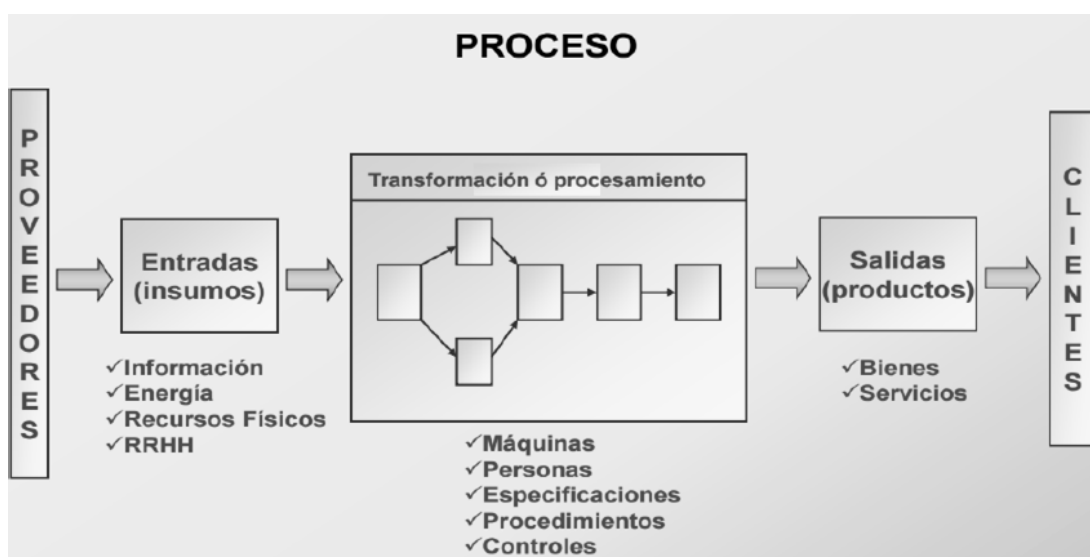 PROCESO
PROVEEDORES
Entradas
(insumos)
✓Información
✓Energía
✓Recursos Físicos
✓RRHH
Transformación ó procesamiento
✓Máquinas
✓Personas
✓Especificaciones
✓Procedimientos
✓Controles
Salidas
(productos)
✓Bienes
✓Servicios
CLIENTES